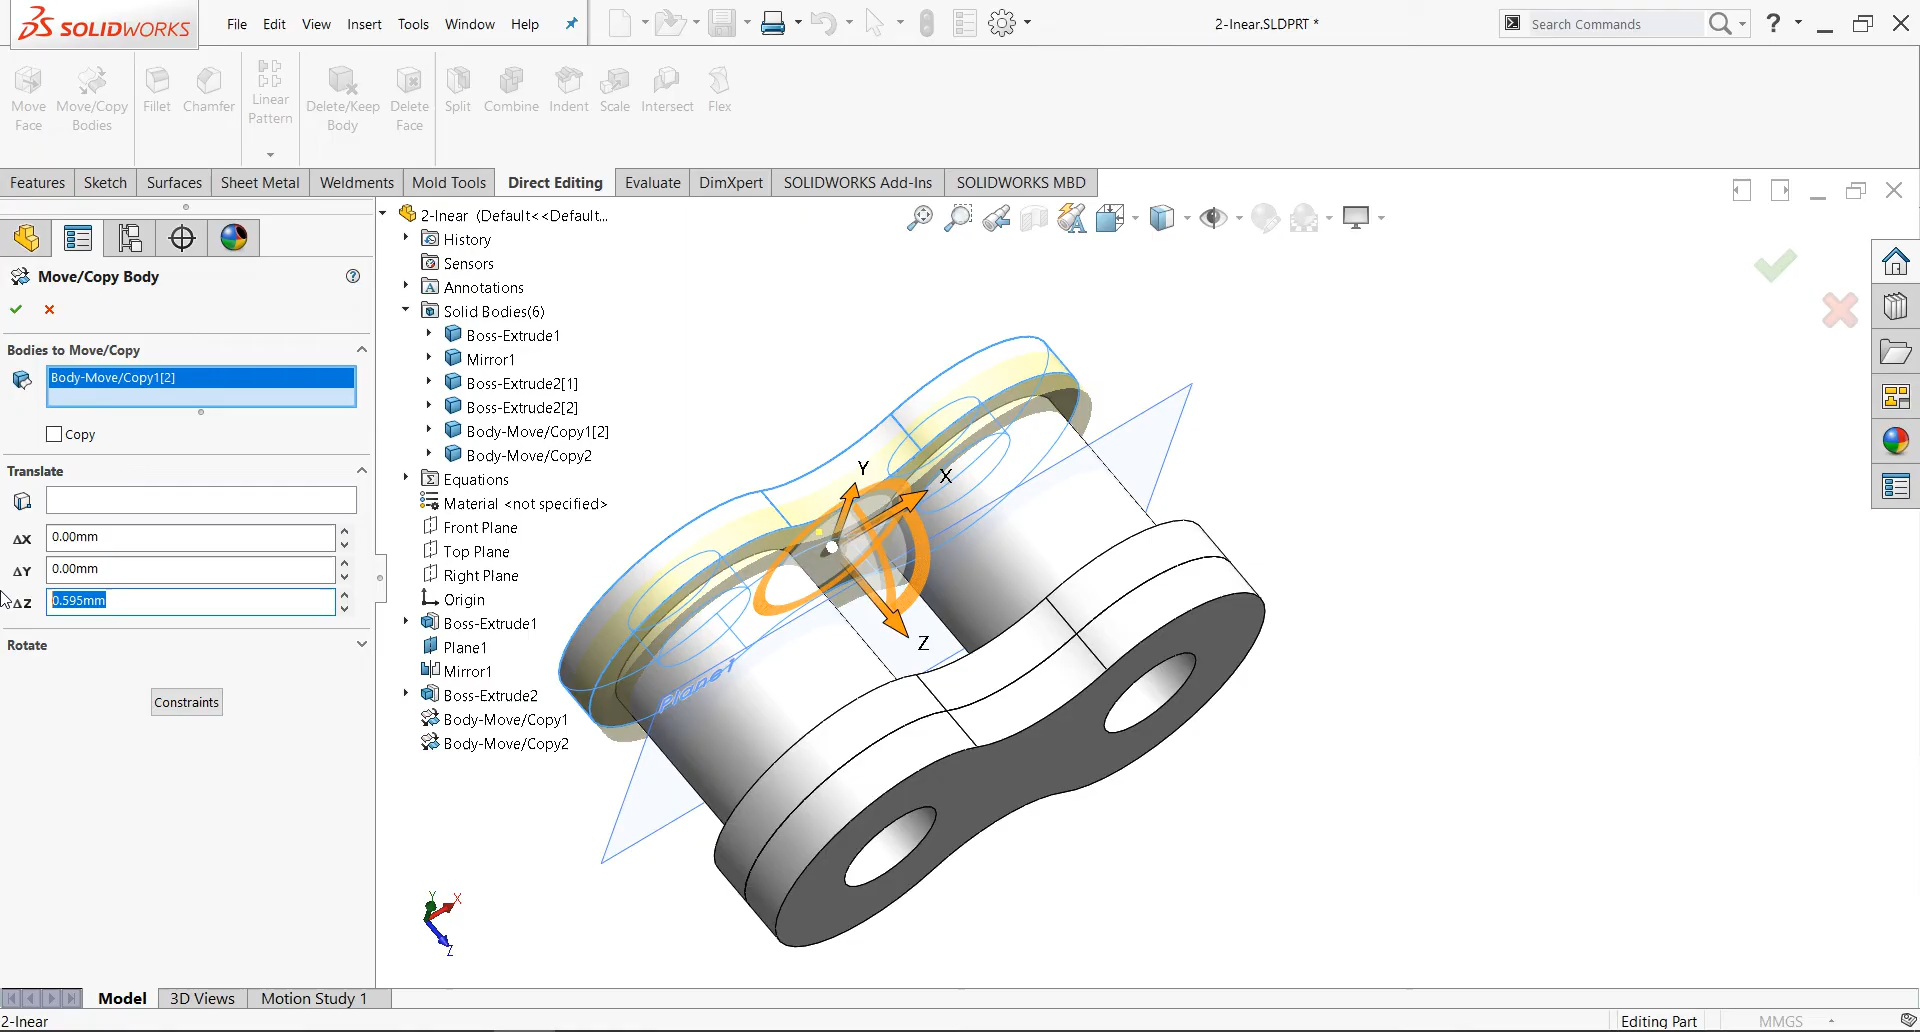 SOLIDWORKS
File Edit View Insert Tools Window Help
2-Inear.SLDPRT *
Search Commands
?
Move Face
Move/Copy Bodies
Fillet
Chamfer
Linear Pattern
Delete/Keep Body
Delete Face
Split
Combine
Indent
Scale
Intersect
Flex
Features Sketch Surfaces Sheet Metal Weldments Mold Tools Direct Editing Evaluate DimXpert SOLIDWORKS Add-Ins SOLIDWORKS MBD
Move/Copy Body
?
Bodies to Move/Copy
Body-Move/Copy1[2]
Copy
Translate
ΔX 0.00mm
ΔY 0.00mm
ΔZ 0.595mm
Rotate
Constraints
2-Inear (Default<<Default...
History
Sensors
Annotations
Solid Bodies(6)
Boss-Extrude1
Mirror1
Boss-Extrude2[1]
Boss-Extrude2[2]
Body-Move/Copy1[2]
Body-Move/Copy2
Equations
Material <not specified>
Front Plane
Top Plane
Right Plane
Origin
Boss-Extrude1
Plane1
Mirror1
Boss-Extrude2
Body-Move/Copy1
Body-Move/Copy2
Y
X
Z
Plane1
Y
X
Z
Model 3D Views Motion Study 1
2-Inear
Editing Part
MMGS